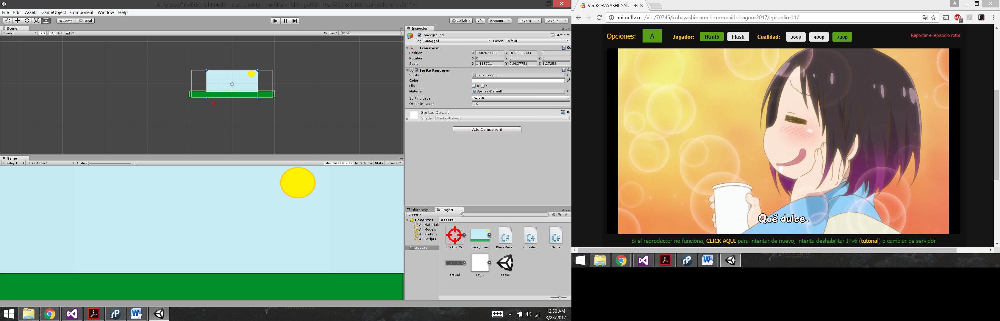 Unity 5.5.0f3 Personal (64bit) - scene.unity - Point and click game - PC, Mac & Linux Standalone <DX11>
File Edit Assets GameObject Component Window Help
Center Local
Collab Account Layers Layout
Scene
Shaded 2D Gizmos All
Game
Display 1 Free Aspect Scale 1x Maximize On Play Mute Audio Stats Gizmos
Inspector
background Static
Tag Untagged Layer Default
Transform
Position X -0.02027702 Y -0.02295303 Z 0
Rotation X 0 Y 0 Z 0
Scale X 1.115731 Y 0.9837751 Z 1.27258
Sprite Renderer
Sprite background
Color
Flip X Y
Material Sprites-Default
Sorting Layer Default
Order in Layer -10
Sprites-Default
Shader Sprites/Default
Add Component
Hierarchy Project
Create
Favorites
All Materials
All Models
All Prefabs
All Scripts
Assets
Assets
1024px-Cr... background BlockMove... Crosshair Game
ground obj_1 scene
12:50 AM
3/23/2017
Ver KOBAYASHI-SAN
animeflv.me/Ver/70745/kobayashi-san-chi-no-maid-dragon-2017/episodio-11/
ABP 5
Opciones: A Jugador: Html5 Flash Cualidad: 360p 480p 720p Reportar el episodio roto!
Qué dulce.
Si el reproductor no funciona, CLICK AQUI para intentar de nuevo, intenta deshabilitar IPv6 (tutorial) o cambiar de servidor